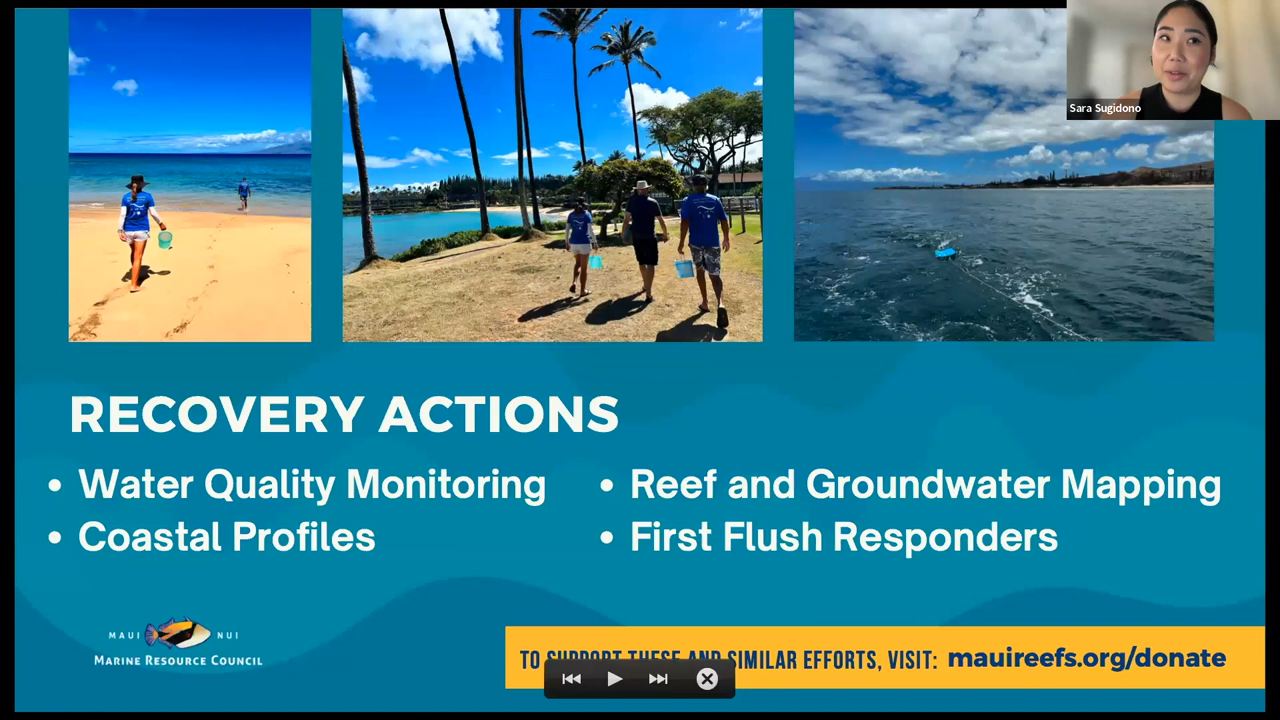 Sara Sugidono
RECOVERY ACTIONS
• Water Quality Monitoring
• Coastal Profiles
• Reef and Groundwater Mapping
• First Flush Responders
MAUI NUI
MARINE RESOURCE COUNCIL
TO SUPPORT THESE AND SIMILAR EFFORTS, VISIT: mauireefs.org/donate